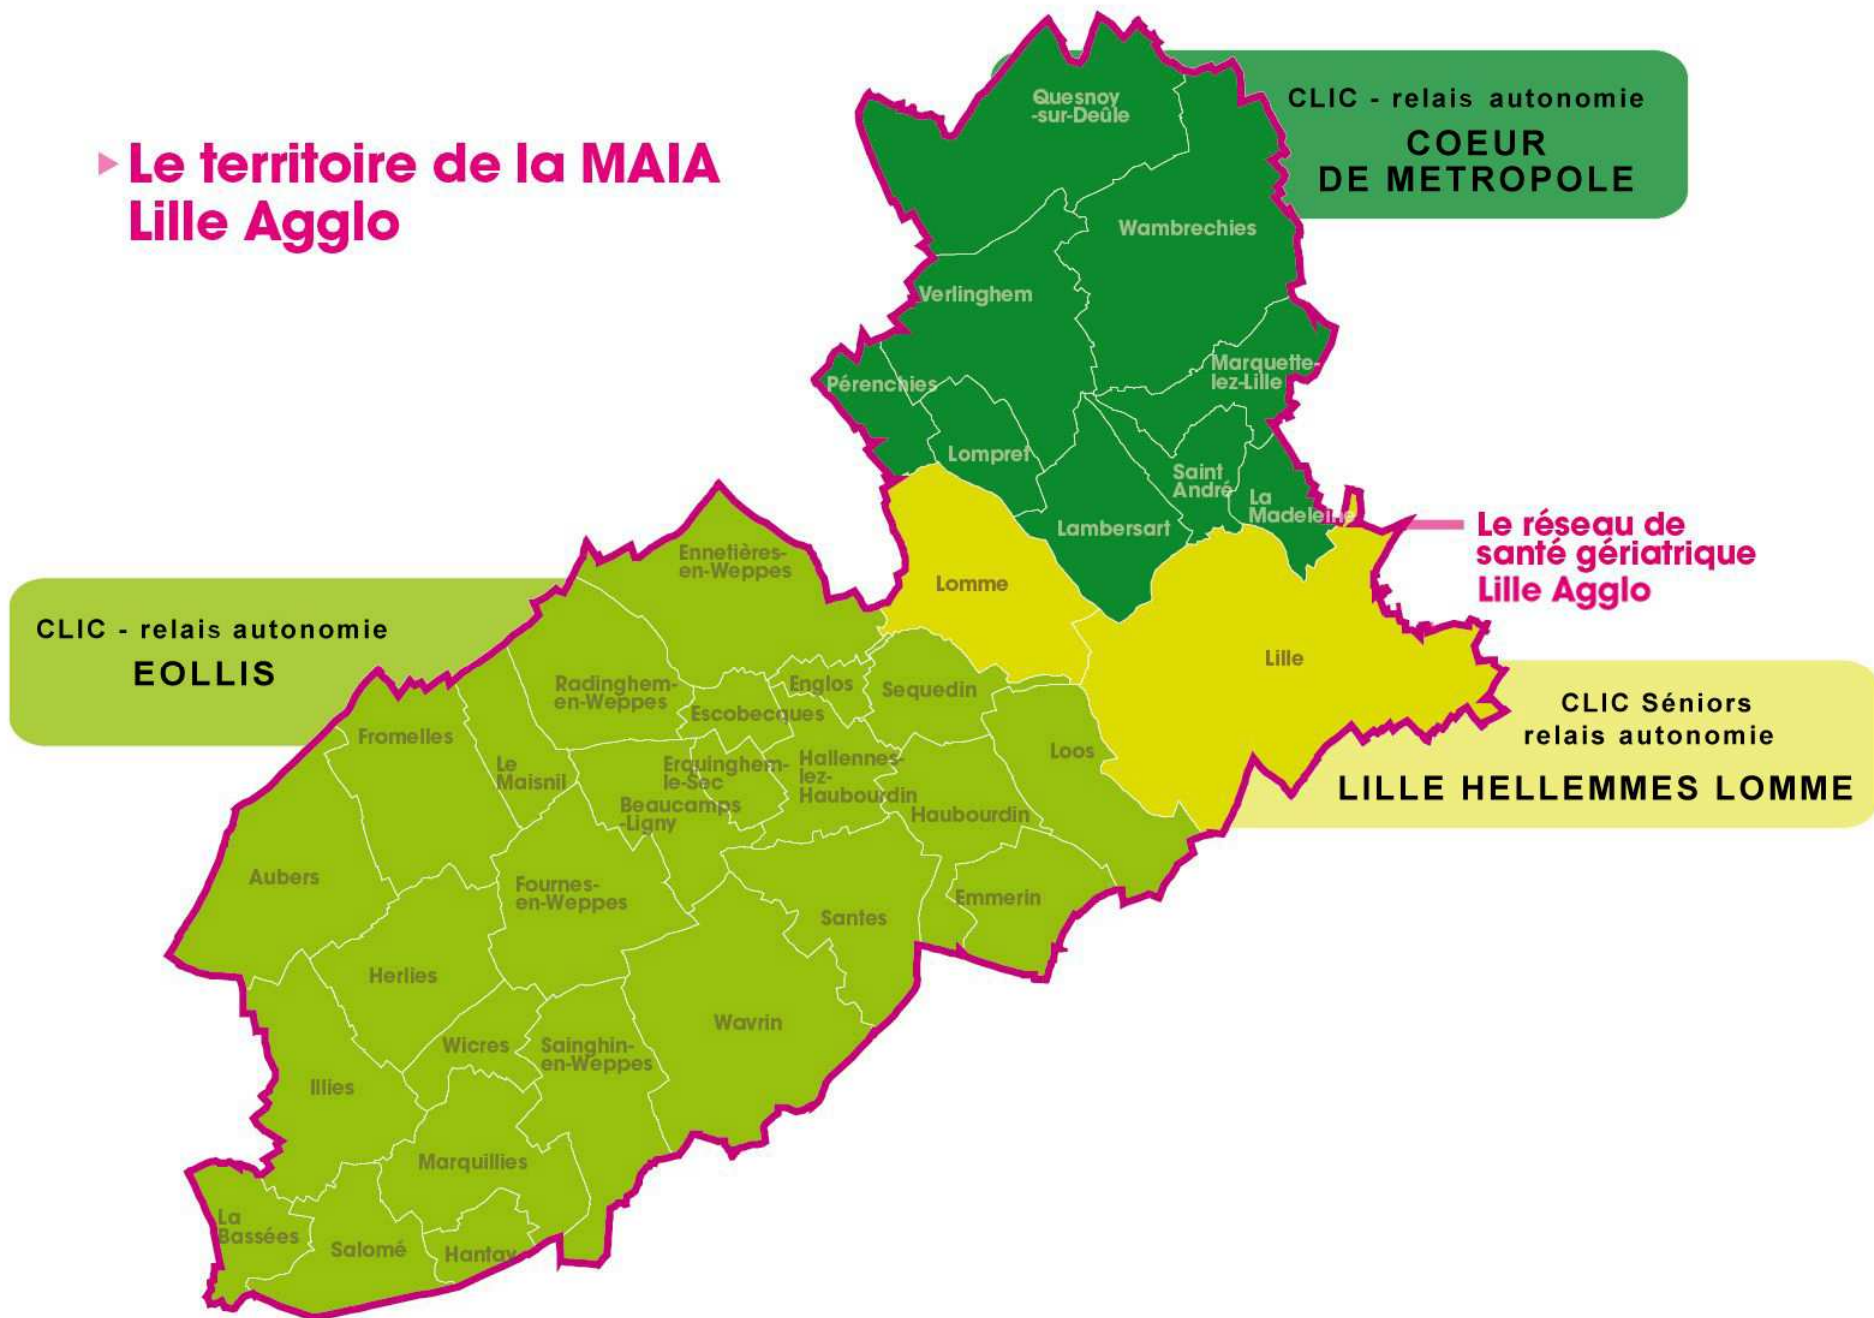 Le territoire de la MAIA
Lille Agglo
CLIC - relais autonomie
COEUR
DE METROPOLE
Quesnoy
-sur-Deûle
Wambrechies
Verlinghem
Marquette-
lez-Lille
Pérenchies
Lompret
Saint
André
La
Madeleine
Lambersart
Le réseau de
santé gériatrique
Lille Agglo
Lomme
Lille
CLIC Séniors
relais autonomie
LILLE HELLEMMES LOMME
CLIC - relais autonomie
EOLLIS
Ennetières-
en-Weppes
Radinghem-
en-Weppes
Englos
Sequedin
Escobecques
Fromelles
Le
Maisnil
Erquinghem-
le-Sec
Hallennes-
lez-
Haubourdin
Loos
Beaucamps
-Ligny
Haubourdin
Aubers
Fournes-
en-Weppes
Santes
Emmerin
Herlies
Wavrin
Wicres
Sainghin-
en-Weppes
Illies
Marquillies
La
Bassées
Salomé
Hantay